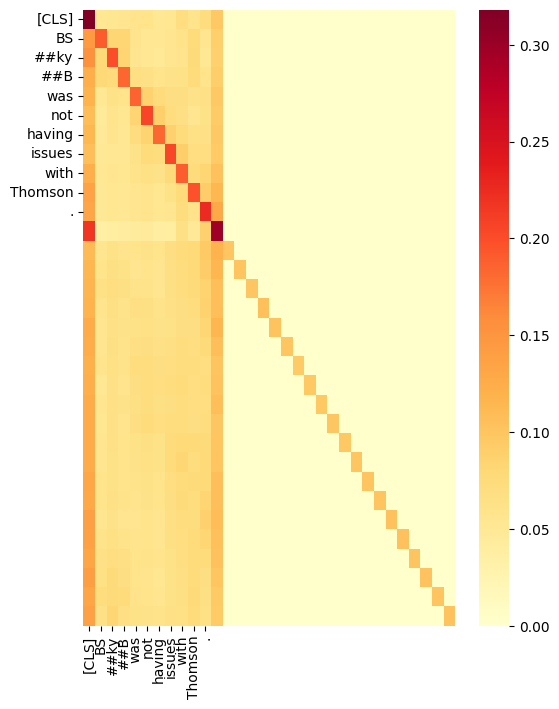 [CLS]
BS
##ky
##B
was
not
having
issues
with
Thomson
.
[CLS]
BS
##ky
##B
was
not
having
issues
with
Thomson
.
0.30
0.25
0.20
0.15
0.10
0.05
0.00